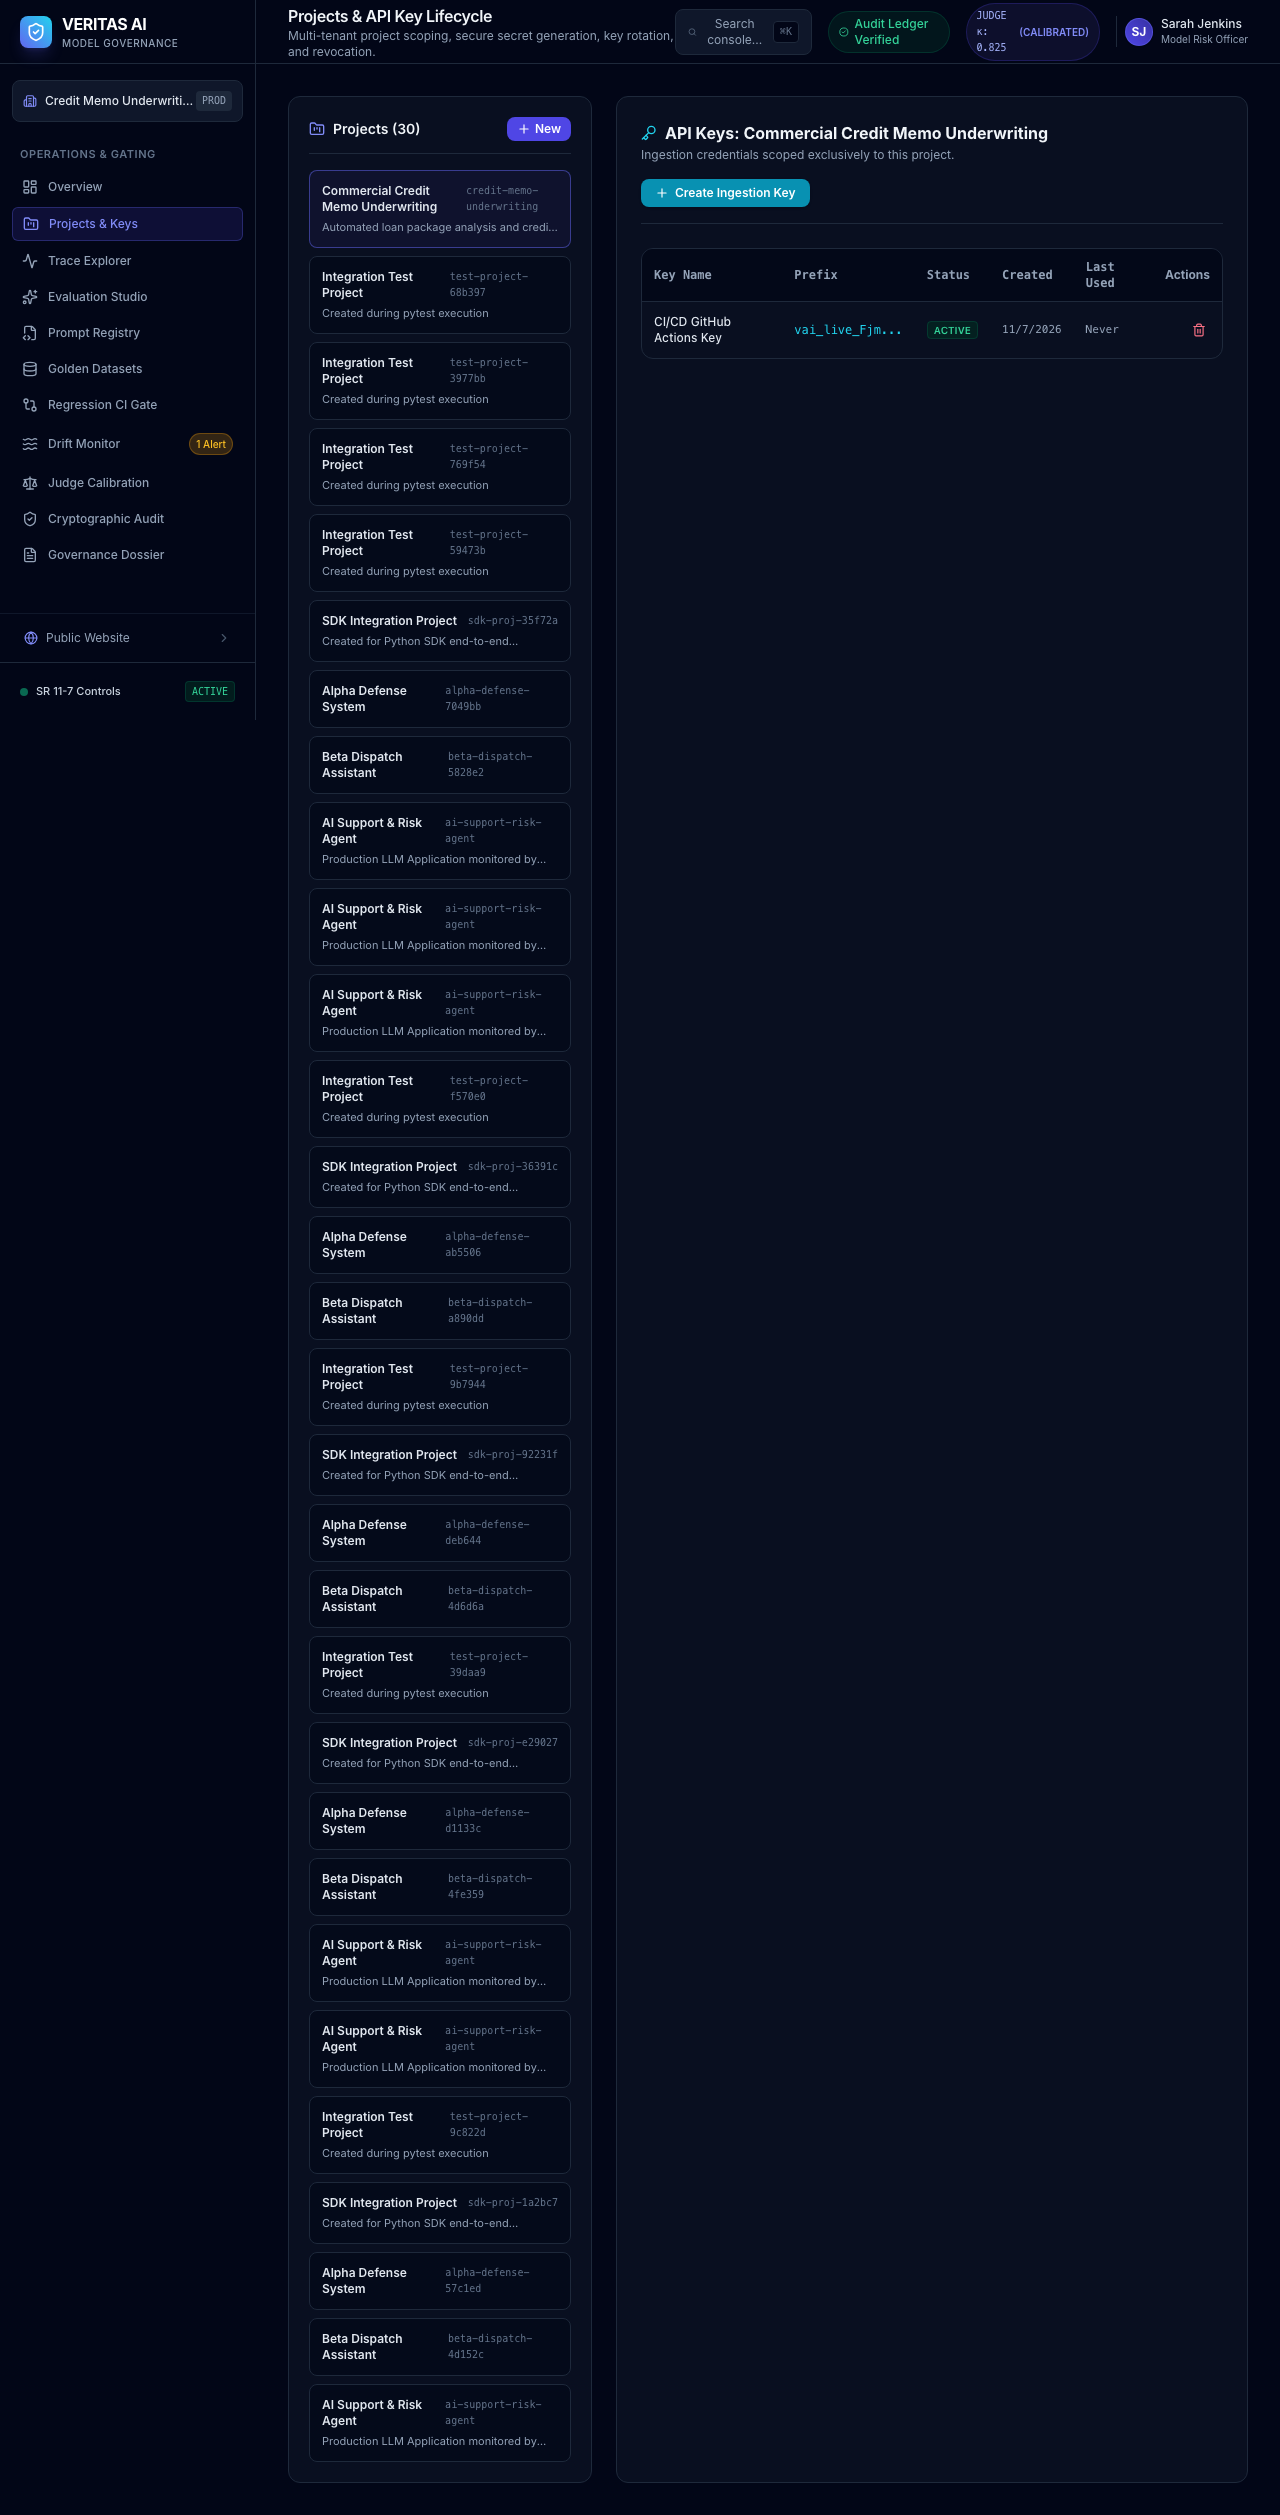 VERITAS AI
MODEL GOVERNANCE
Credit Memo Underwriti... PROD
OPERATIONS & GATING
Overview
Projects & Keys
Trace Explorer
Evaluation Studio
Prompt Registry
Golden Datasets
Regression CI Gate
Drift Monitor 1 Alert
Judge Calibration
Cryptographic Audit
Governance Dossier
Public Website
SR 11-7 Controls ACTIVE
Projects & API Key Lifecycle
Multi-tenant project scoping, secure secret generation, key rotation,
and revocation.
Search
console... ⌘K
Audit Ledger
Verified
JUDGE
κ:
0.825
(CALIBRATED)
SJ
Sarah Jenkins
Model Risk Officer
Projects (30)
New
Commercial Credit
Memo Underwriting
credit-memo-
underwriting
Automated loan package analysis and credi...
Integration Test
Project
test-project-
68b397
Created during pytest execution
Integration Test
Project
test-project-
3977bb
Created during pytest execution
Integration Test
Project
test-project-
769f54
Created during pytest execution
Integration Test
Project
test-project-
59473b
Created during pytest execution
SDK Integration Project sdk-proj-35f72a
Created for Python SDK end-to-end...
Alpha Defense
System
alpha-defense-
7049bb
Beta Dispatch
Assistant
beta-dispatch-
5828e2
AI Support & Risk
Agent
ai-support-risk-
agent
Production LLM Application monitored by...
AI Support & Risk
Agent
ai-support-risk-
agent
Production LLM Application monitored by...
AI Support & Risk
Agent
ai-support-risk-
agent
Production LLM Application monitored by...
Integration Test
Project
test-project-
f570e0
Created during pytest execution
SDK Integration Project sdk-proj-36391c
Created for Python SDK end-to-end...
Alpha Defense
System
alpha-defense-
ab5506
Beta Dispatch
Assistant
beta-dispatch-
a890dd
Integration Test
Project
test-project-
9b7944
Created during pytest execution
SDK Integration Project sdk-proj-92231f
Created for Python SDK end-to-end...
Alpha Defense
System
alpha-defense-
deb644
Beta Dispatch
Assistant
beta-dispatch-
4d6d6a
Integration Test
Project
test-project-
39daa9
Created during pytest execution
SDK Integration Project sdk-proj-e29027
Created for Python SDK end-to-end...
Alpha Defense
System
alpha-defense-
d1133c
Beta Dispatch
Assistant
beta-dispatch-
4fe359
AI Support & Risk
Agent
ai-support-risk-
agent
Production LLM Application monitored by...
AI Support & Risk
Agent
ai-support-risk-
agent
Production LLM Application monitored by...
Integration Test
Project
test-project-
9c822d
Created during pytest execution
SDK Integration Project sdk-proj-1a2bc7
Created for Python SDK end-to-end...
Alpha Defense
System
alpha-defense-
57c1ed
Beta Dispatch
Assistant
beta-dispatch-
4d152c
AI Support & Risk
Agent
ai-support-risk-
agent
Production LLM Application monitored by...
API Keys: Commercial Credit Memo Underwriting
Ingestion credentials scoped exclusively to this project.
Create Ingestion Key
Key Name Prefix Status Created Last Used Actions
CI/CD GitHub
Actions Key
vai_live_Fjm... ACTIVE 11/7/2026 Never